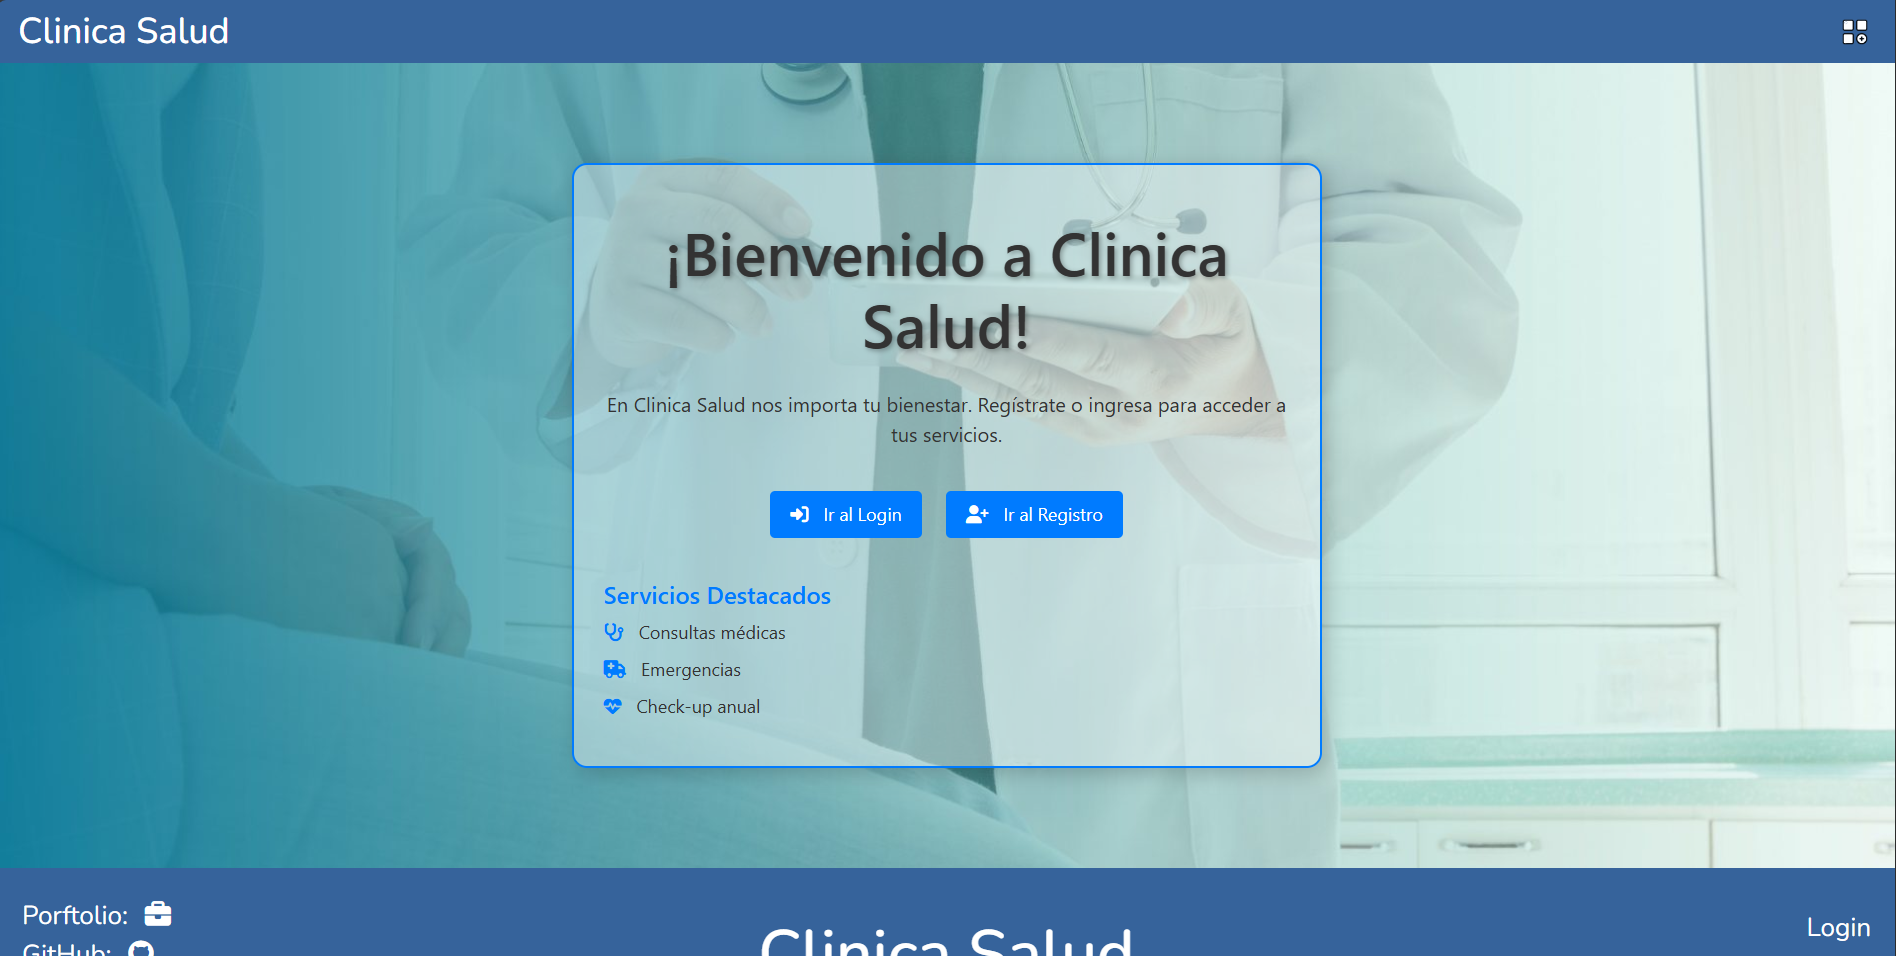 Clinica Salud
¡Bienvenido a Clinica
Salud!
En Clinica Salud nos importa tu bienestar. Regístrate o ingresa para acceder a
tus servicios.
Ir al Login
Ir al Registro
Servicios Destacados
Consultas médicas
Emergencias
Check-up anual
Porftolio:
GitHub:
Clinica Salud
Login